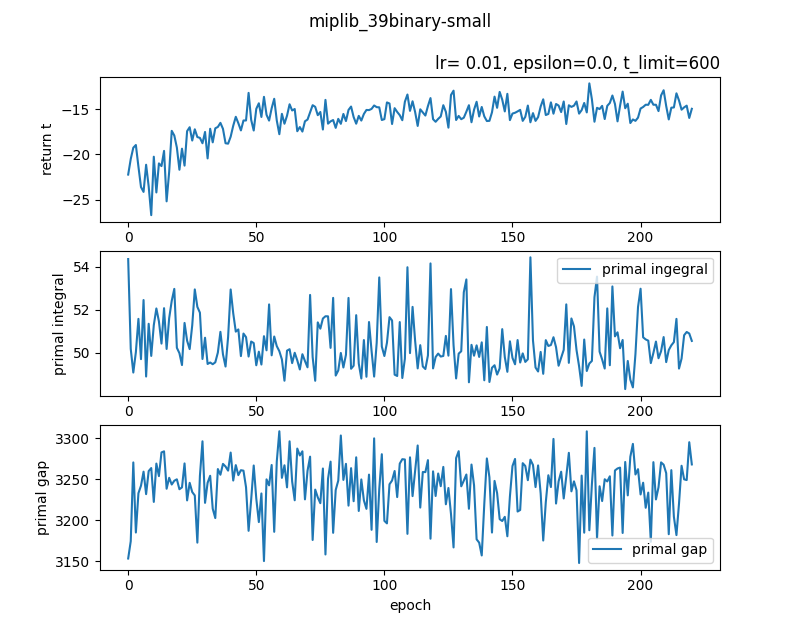 miplib_39binary-small
lr= 0.01, epsilon=0.0, t_limit=600
return t
−15
−20
−25
0 50 100 150 200
primal integral
54
52
50
primal ingegral
0 50 100 150 200
primal gap
3300
3250
3200
3150
primal gap
0 50 100 150 200
epoch